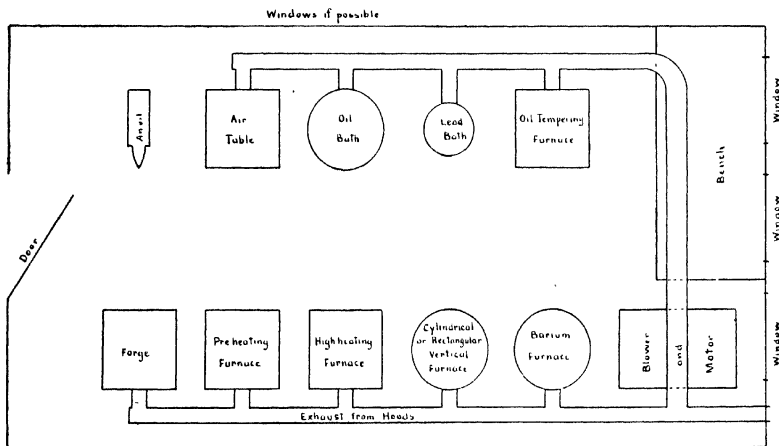 Windows if possible
Anvil
Air
Table
Oil
Bath
Lead
Bath
Oil Tempering
Furnace
Bench
Window
Window
Window
Door
Forge
Preheating
Furnace
High heating
Furnace
Cylindrical
or Rectangular
Vertical
Furnace
Barium
Furnace
Blower
and
Motor
Exhaust from Hoods